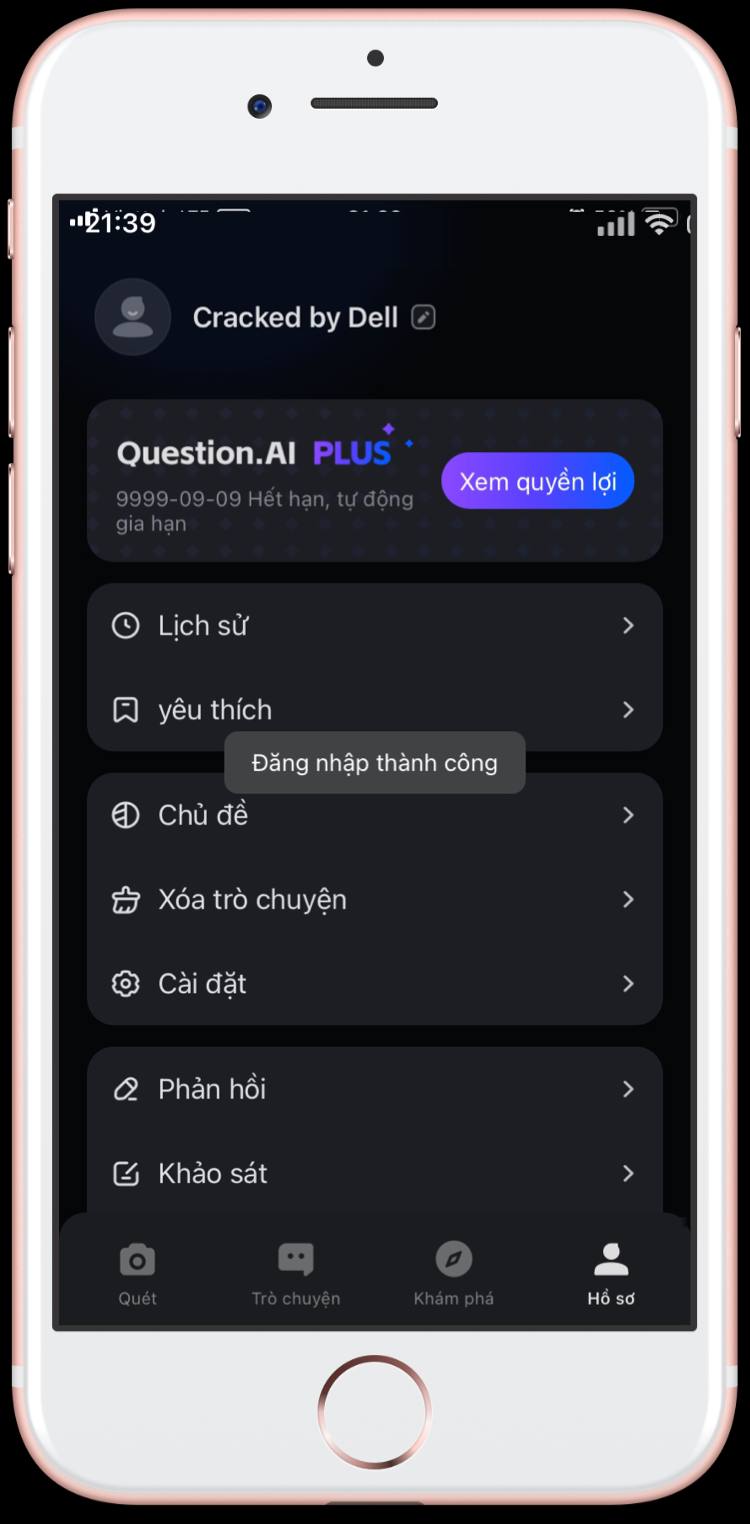 21:39
Cracked by Dell
Question.AI PLUS
9999-09-09 Hết hạn, tự động
gia hạn
Xem quyền lợi
Lịch sử
yêu thích
Đăng nhập thành công
Chủ đề
Xóa trò chuyện
Cài đặt
Phản hồi
Khảo sát
Quét
Trò chuyện
Khám phá
Hồ sơ